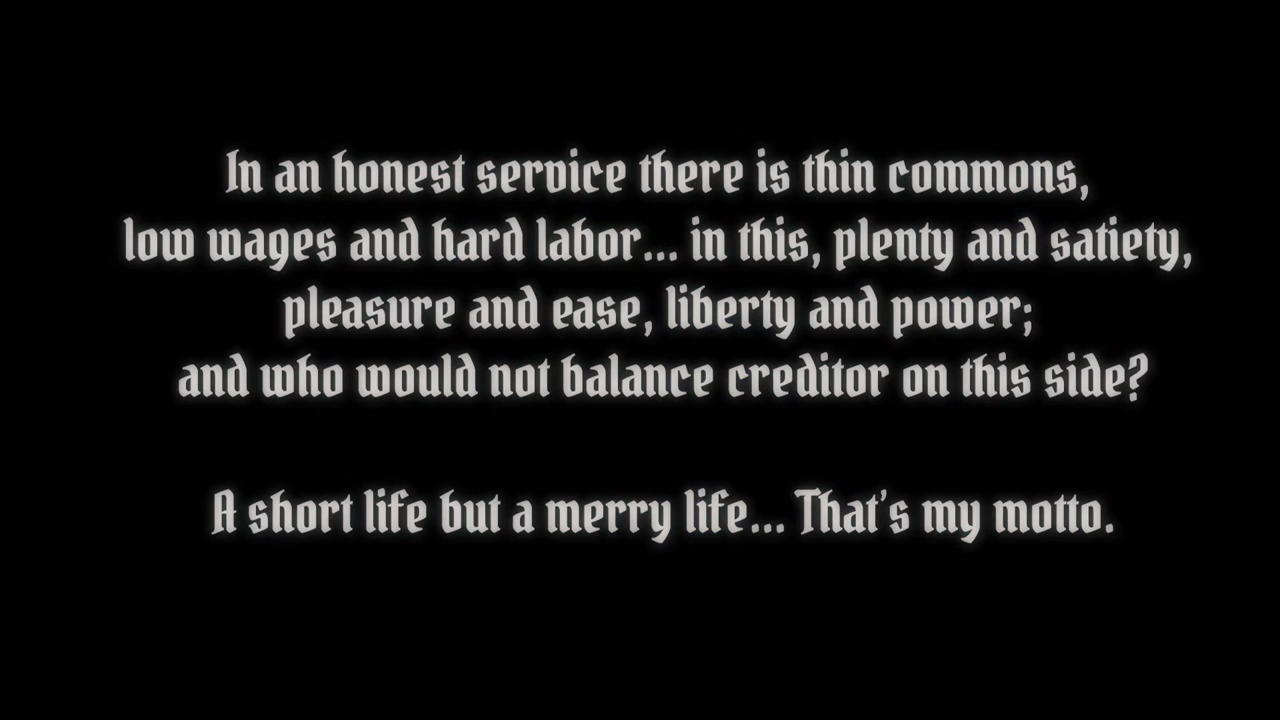 In an honest service there is thin commons,
low wages and hard labor... in this, plenty and satiety,
pleasure and ease, liberty and power;
and who would not balance creditor on this side?
A short life but a merry life... That's my motto.